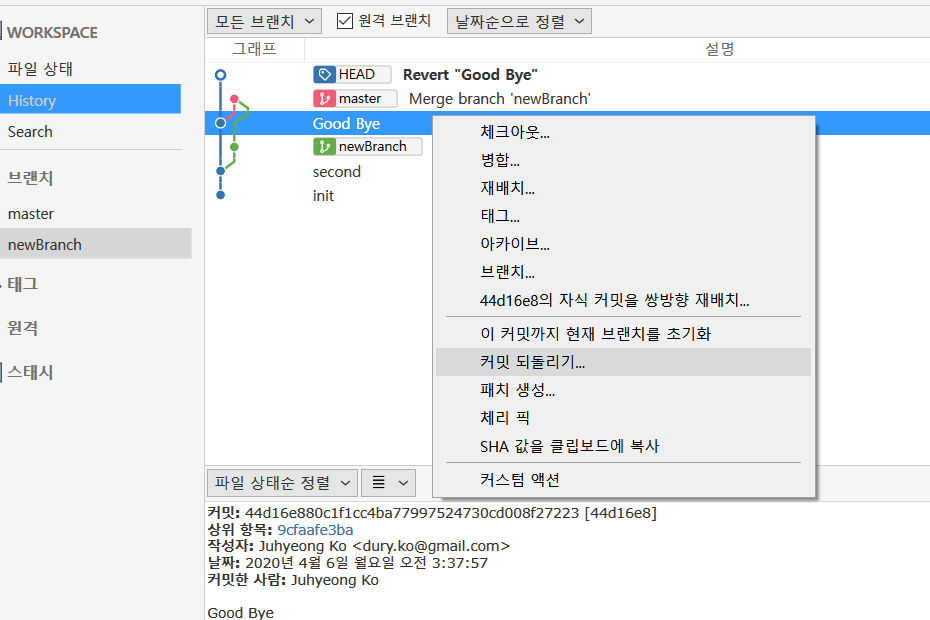 WORKSPACE
파일 상태
History
Search
브랜치
master
newBranch
태그
원격
스태시
모든 브랜치 원격 브랜치 날짜순으로 정렬
그래프 설명
HEAD Revert "Good Bye"
master Merge branch 'newBranch'
Good Bye
newBranch
second
init
체크아웃...
병합...
재배치...
태그...
아카이브...
브랜치...
44d16e8의 자식 커밋을 쌍방향 재배치...
이 커밋까지 현재 브랜치를 초기화
커밋 되돌리기...
패치 생성...
체리 픽
SHA 값을 클립보드에 복사
커스텀 액션
파일 상태순 정렬
커밋: 44d16e880c1f1cc4ba77997524730cd008f27223 [44d16e8]
상위 항목: 9cfaafe3ba
작성자: Juhyeong Ko <dury.ko@gmail.com>
날짜: 2020년 4월 6일 월요일 오전 3:37:57
커밋한 사람: Juhyeong Ko
Good Bye